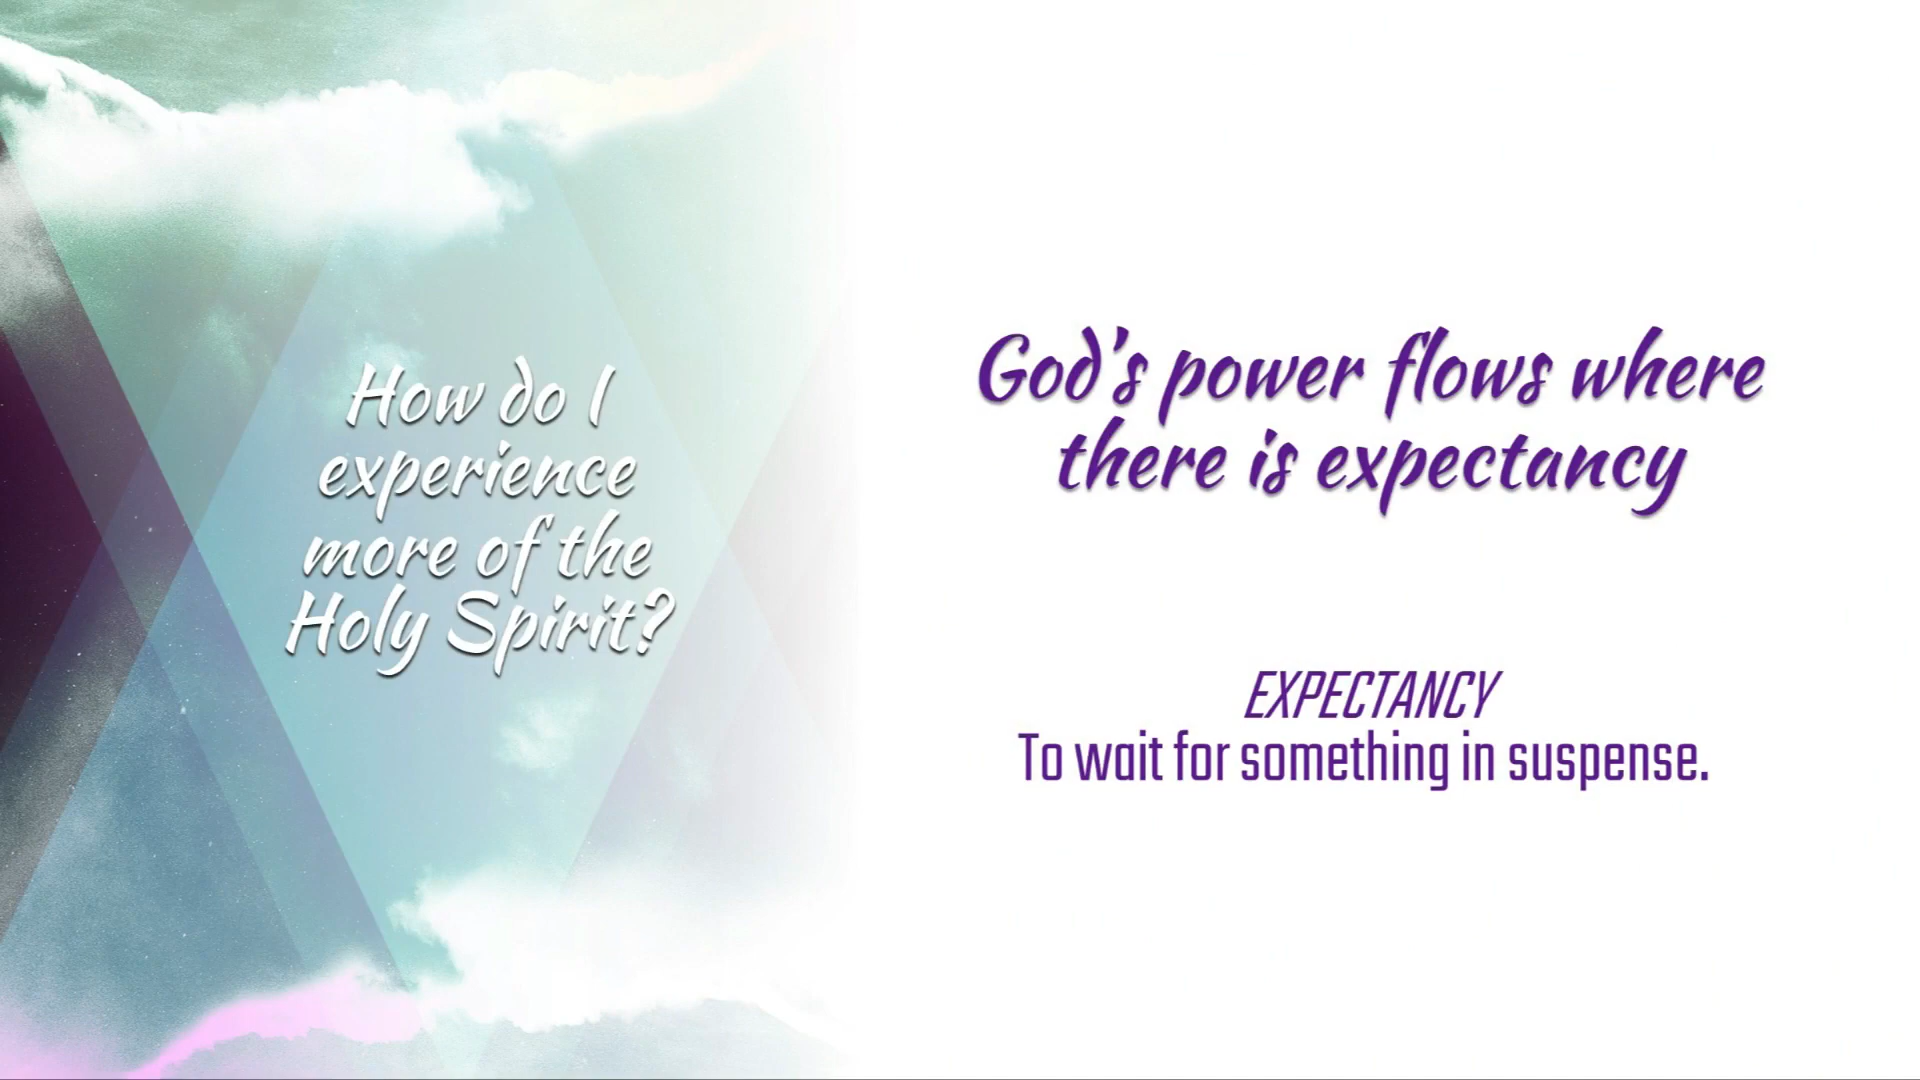 How do I
experience
more of the
Holy Spirit?
God's power flows where
there is expectancy
EXPECTANCY
To wait for something in suspense.